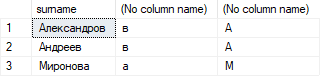 surname (No column name) (No column name)
1 Александров в А
2 Андреев в А
3 Миронова а М